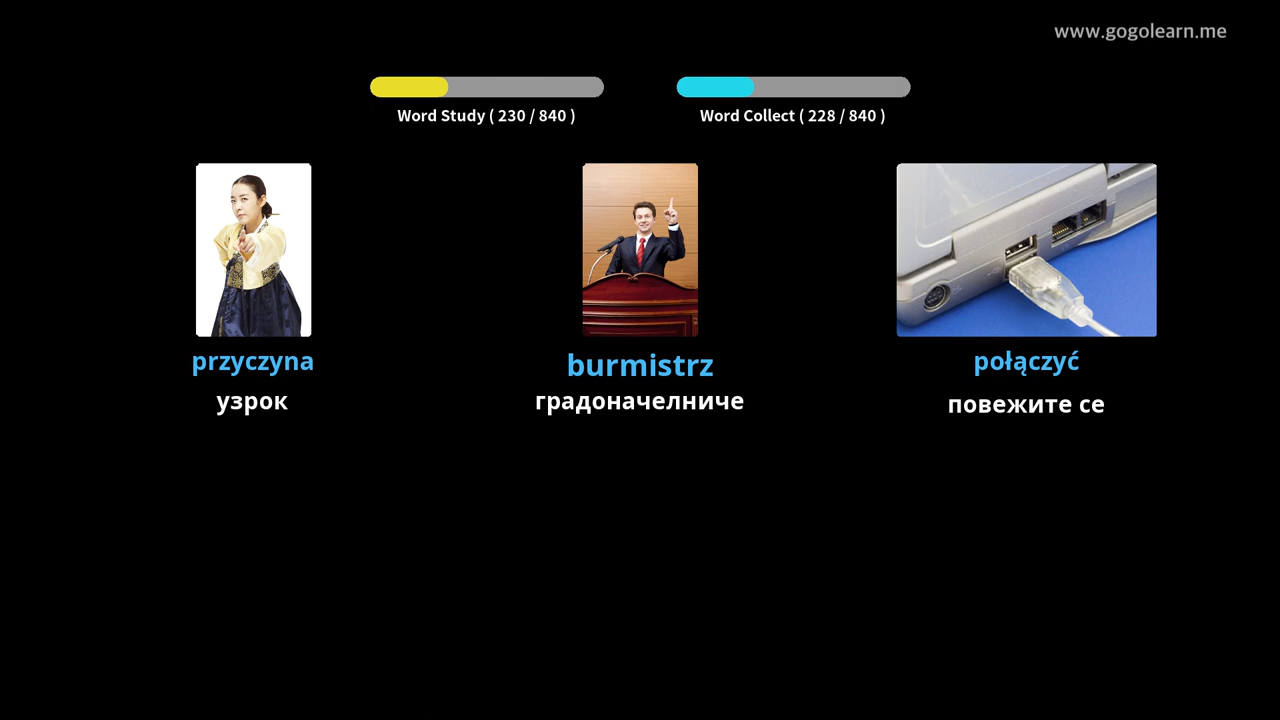 www.gogolearn.me
Word Study ( 230 / 840 )
Word Collect ( 228 / 840 )
przyczyna
burmistrz
połączyć
узрок
градоначелниче
повежите се